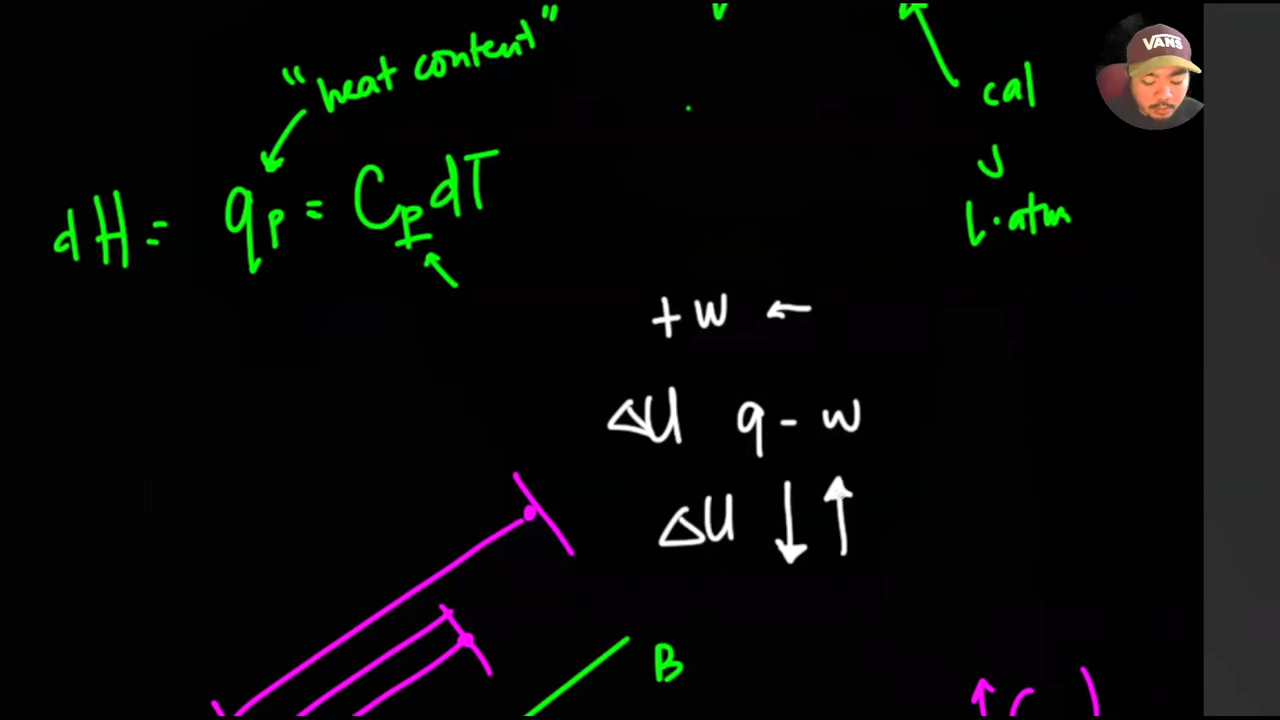 "heat content"
VANS
cal
dH = qp = CpdT
J
L·atm
+w ←
ΔU q - w
ΔU ↓ ↑
B